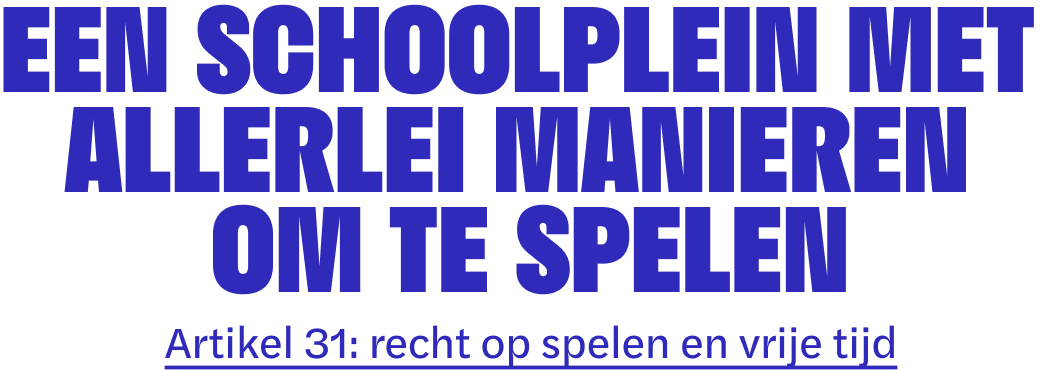 EEN SCHOOLPLEIN MET
ALLERLEI MANIEREN
OM TE SPELEN
Artikel 31: recht op spelen en vrije tijd